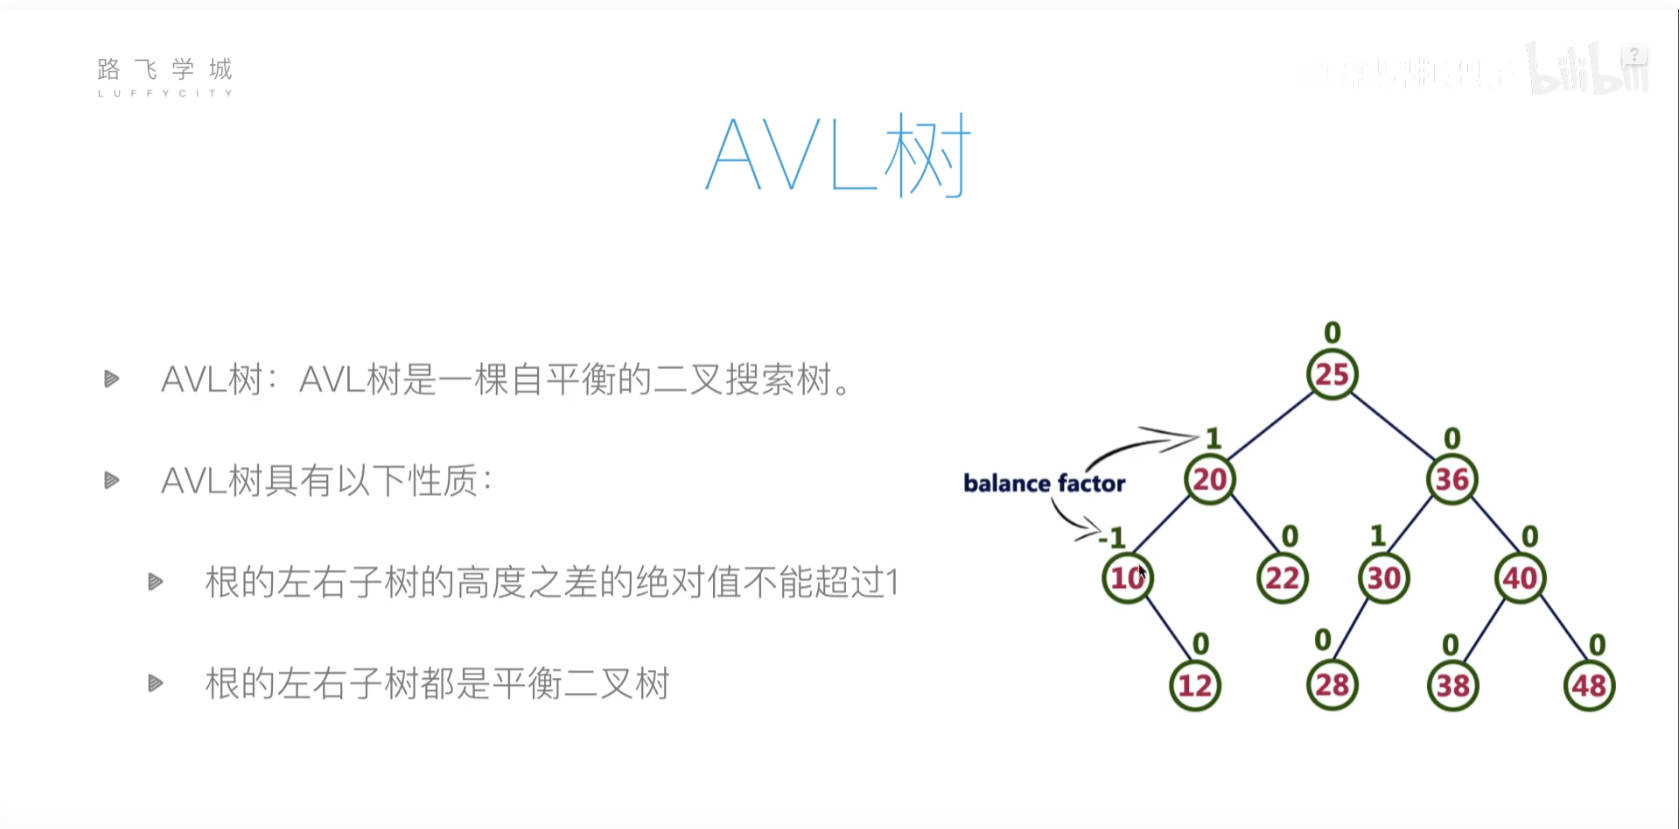 路飞学城
LUFFYCITY
bilibili
?
AVL树
AVL树：AVL树是一棵自平衡的二叉搜索树。
AVL树具有以下性质：
根的左右子树的高度之差的绝对值不能超过1
根的左右子树都是平衡二叉树
0
25
1
0
balance factor
20
36
-1
0
1
0
10
22
30
40
0
0
0
0
12
28
38
48